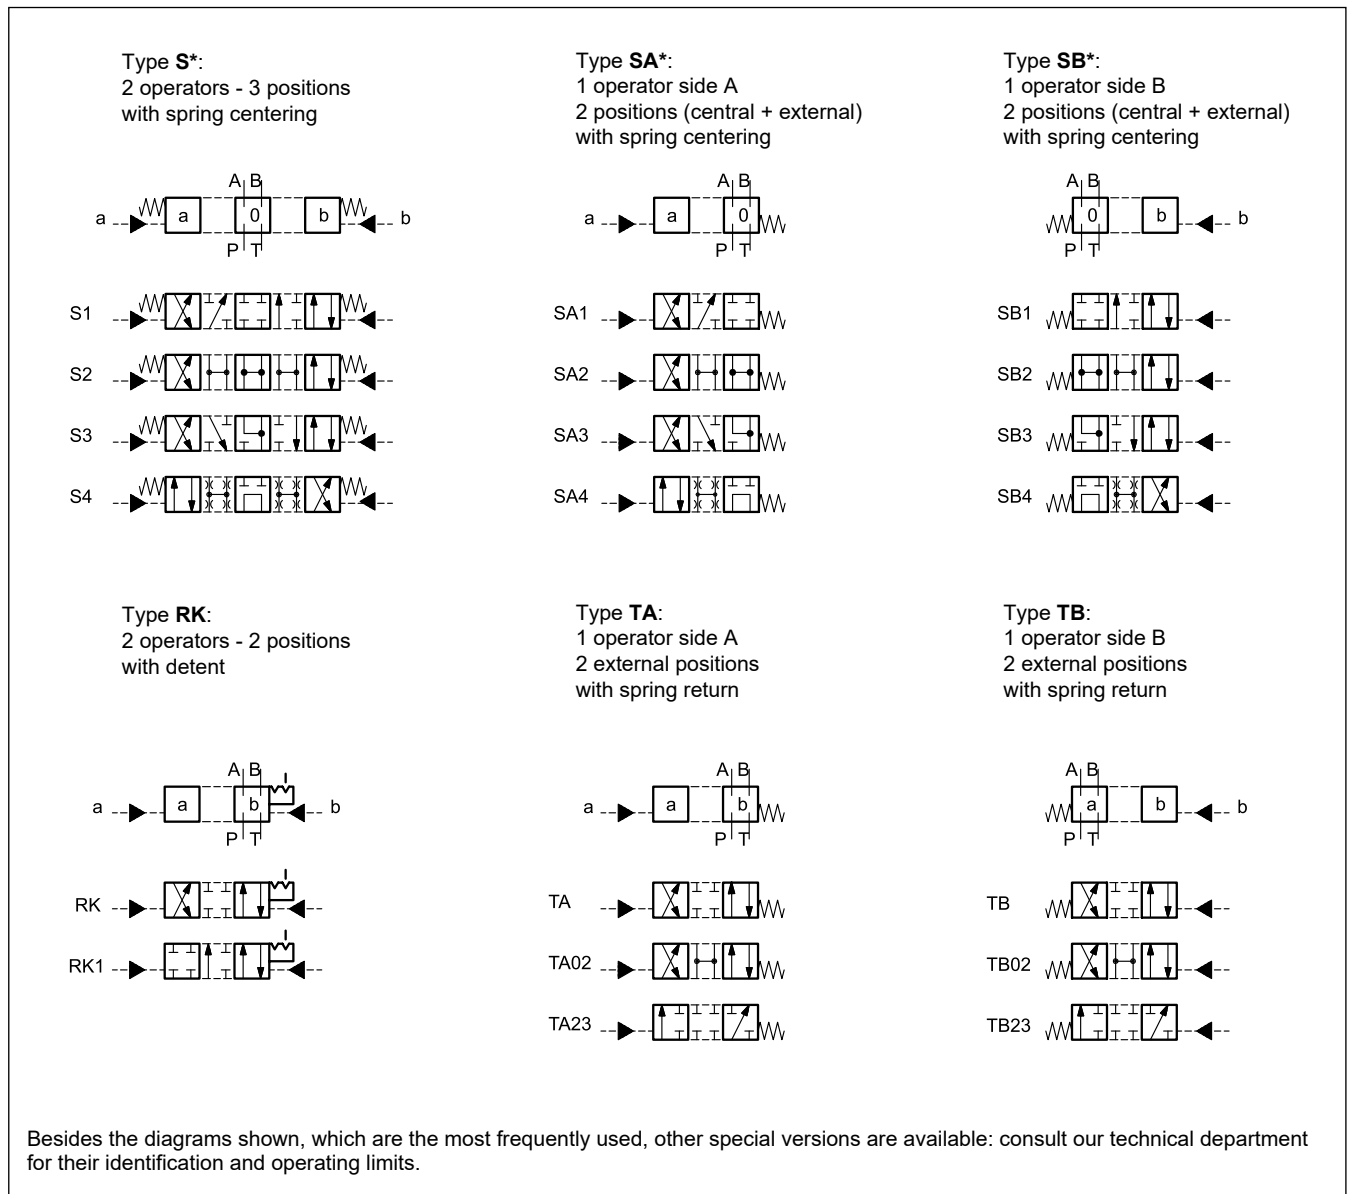 Type S*:
2 operators - 3 positions
with spring centering
Type SA*:
1 operator side A
2 positions (central + external)
with spring centering
Type SB*:
1 operator side B
2 positions (central + external)
with spring centering
A B
a a 0 b b
P T
S1
S2
S3
S4
A B
a a 0
P T
SA1
SA2
SA3
SA4
A B
0 b b
P T
SB1
SB2
SB3
SB4
Type RK:
2 operators - 2 positions
with detent
Type TA:
1 operator side A
2 external positions
with spring return
Type TB:
1 operator side B
2 external positions
with spring return
A B
a a b b
P T
RK
RK1
A B
a a b
P T
TA
TA02
TA23
A B
a b b
P T
TB
TB02
TB23
Besides the diagrams shown, which are the most frequently used, other special versions are available: consult our technical department
for their identification and operating limits.